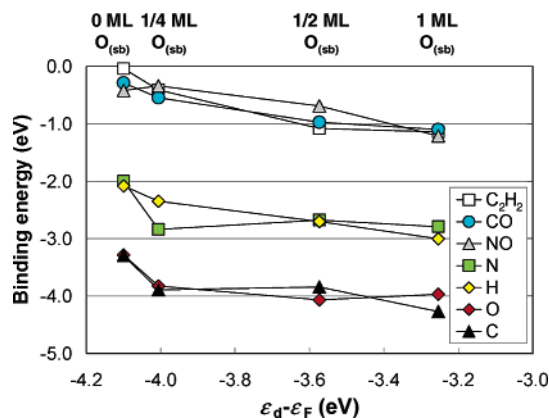 0 ML 1/4 ML 1/2 ML 1 ML
O(sb) O(sb) O(sb) O(sb)
0.0
-1.0
-2.0
-3.0
-4.0
-5.0
Binding energy (eV)
C₂H₂
CO
NO
N
H
O
C
-4.2 -4.0 -3.8 -3.6 -3.4 -3.2 -3.0
εd-εF (eV)